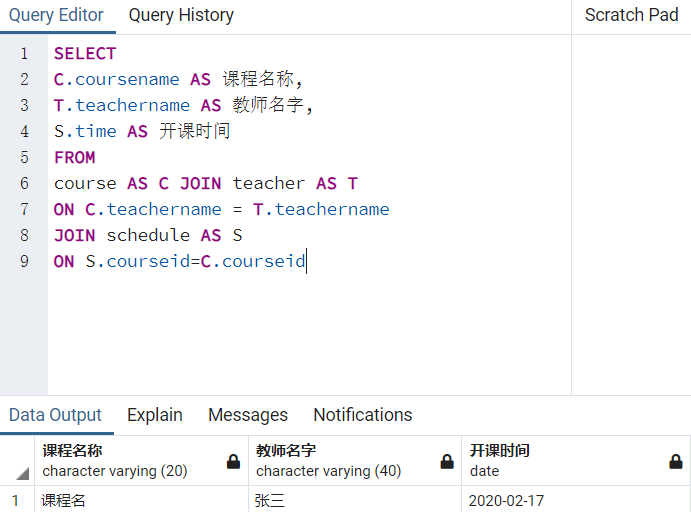 Query Editor Query History Scratch Pad
1 SELECT
2 C.coursename AS 课程名称,
3 T.teachername AS 教师名字,
4 S.time AS 开课时间
5 FROM
6 course AS C JOIN teacher AS T
7 ON C.teachername = T.teachername
8 JOIN schedule AS S
9 ON S.courseid=C.courseid
Data Output Explain Messages Notifications
课程名称 教师名字 开课时间
character varying (20) character varying (40) date
1 课程名 张三 2020-02-17